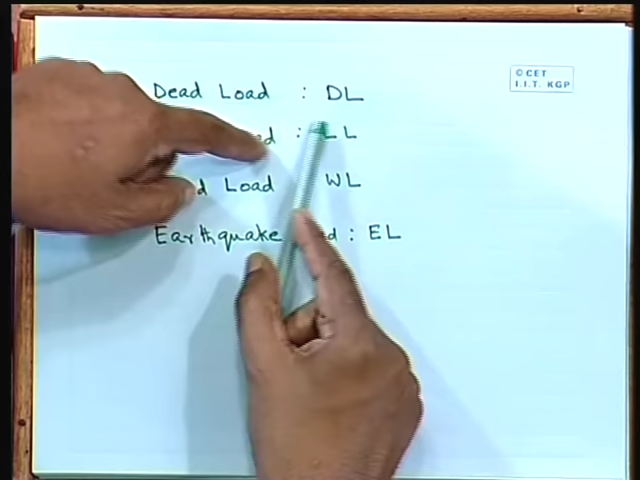 Dead Load : DL
: LL
Load WL
Earthquake : EL
© CET
I.I.T. KGP